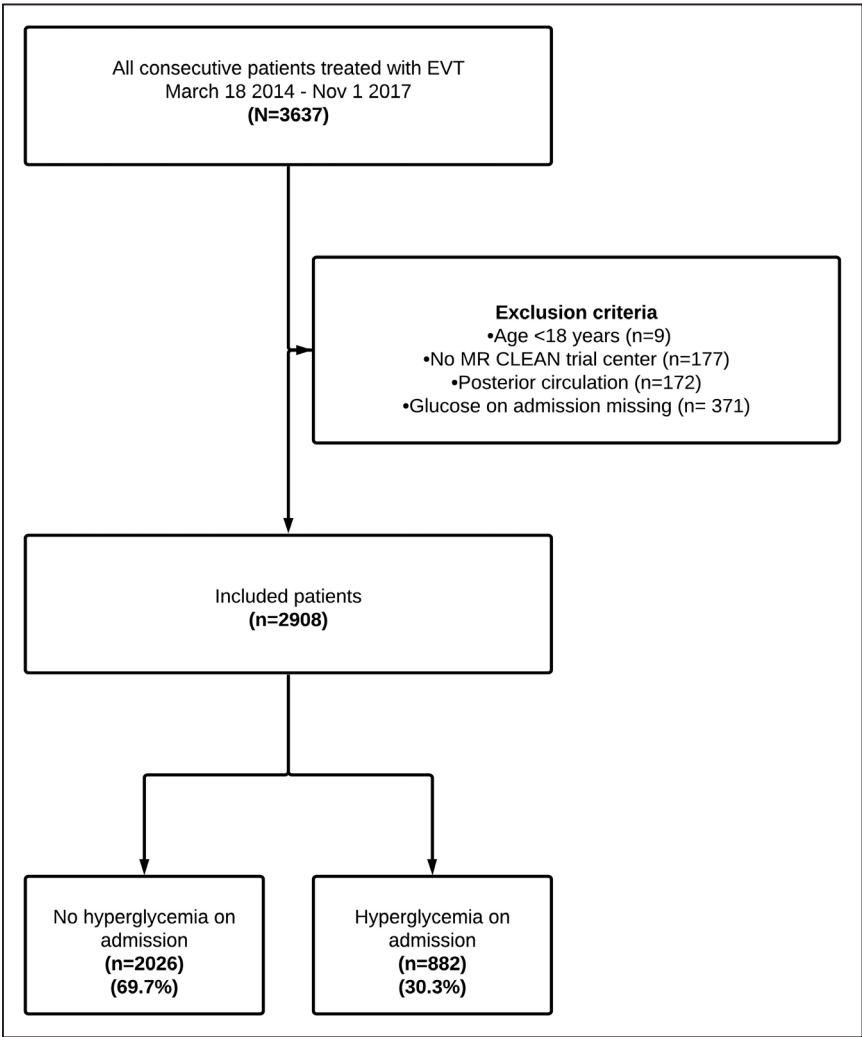 All consecutive patients treated with EVT
March 18 2014 - Nov 1 2017
(N=3637)
Exclusion criteria
•Age <18 years (n=9)
•No MR CLEAN trial center (n=177)
•Posterior circulation (n=172)
•Glucose on admission missing (n= 371)
Included patients
(n=2908)
No hyperglycemia on
admission
(n=2026)
(69.7%)
Hyperglycemia on
admission
(n=882)
(30.3%)